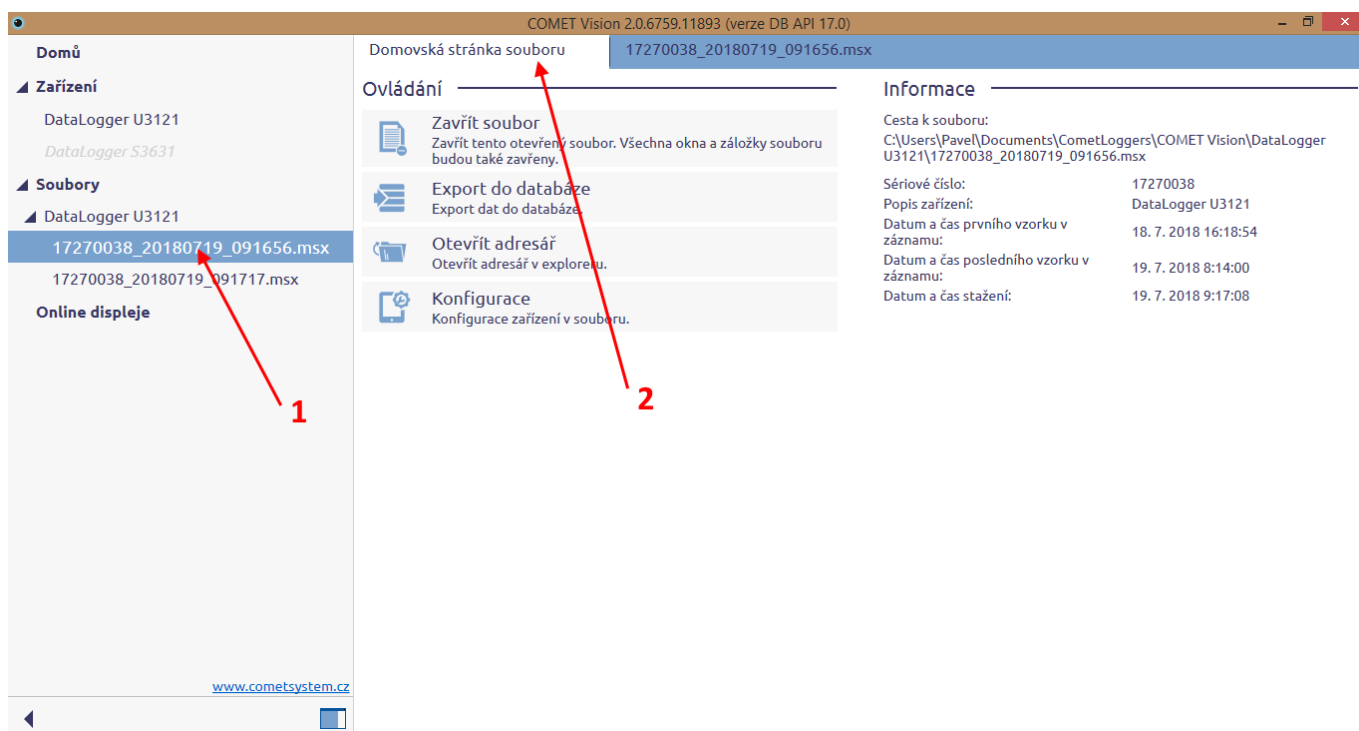 COMET Vision 2.0.6759.11893 (verze DB API 17.0)
Domů
Zařízení
DataLogger U3121
DataLogger S3631
Soubory
DataLogger U3121
17270038_20180719_091656.msx
17270038_20180719_091717.msx
Online displeje
1
www.cometsystem.cz
Domovská stránka souboru
17270038_20180719_091656.msx
Ovládání
Zavřít soubor
Zavřít tento otevřený soubor. Všechna okna a záložky souboru
budou také zavřeny.
Export do databáze
Export dat do databáze.
Otevřít adresář
Otevřít adresář v exploreru.
Konfigurace
Konfigurace zařízení v souboru.
2
Informace
Cesta k souboru:
C:\Users\Pavel\Documents\CometLoggers\COMET Vision\DataLogger
U3121\17270038_20180719_091656.msx
Sériové číslo: 17270038
Popis zařízení: DataLogger U3121
Datum a čas prvního vzorku v
záznamu: 18. 7. 2018 16:18:54
Datum a čas posledního vzorku v
záznamu: 19. 7. 2018 8:14:00
Datum a čas stažení: 19. 7. 2018 9:17:08